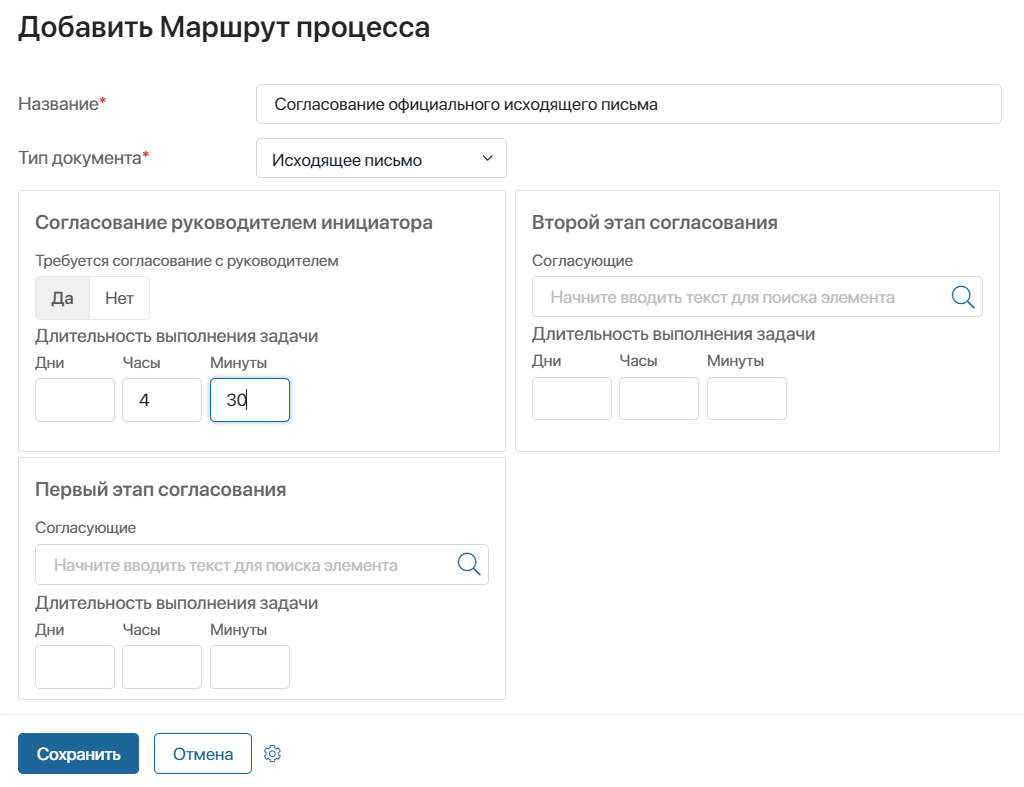 Добавить Маршрут процесса
Название*
Согласование официального исходящего письма
Тип документа*
Исходящее письмо
Согласование руководителем инициатора
Требуется согласование с руководителем
Да Нет
Длительность выполнения задачи
Дни Часы Минуты
4 30
Второй этап согласования
Согласующие
Начните вводить текст для поиска элемента
Длительность выполнения задачи
Дни Часы Минуты
Первый этап согласования
Согласующие
Начните вводить текст для поиска элемента
Длительность выполнения задачи
Дни Часы Минуты
Сохранить Отмена